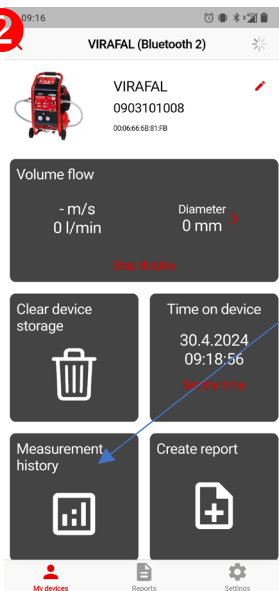 2
09:16
VIRAFAL (Bluetooth 2)
VIRAFAL
0903101008
00:06:66:6B:81:FB
Volume flow
- m/s
0 l/min
Diameter
0 mm
Stop display
Clear device
storage
Time on device
30.4.2024
09:18:56
Set the time
Measurement
history
Create report
My devices
Reports
Settings